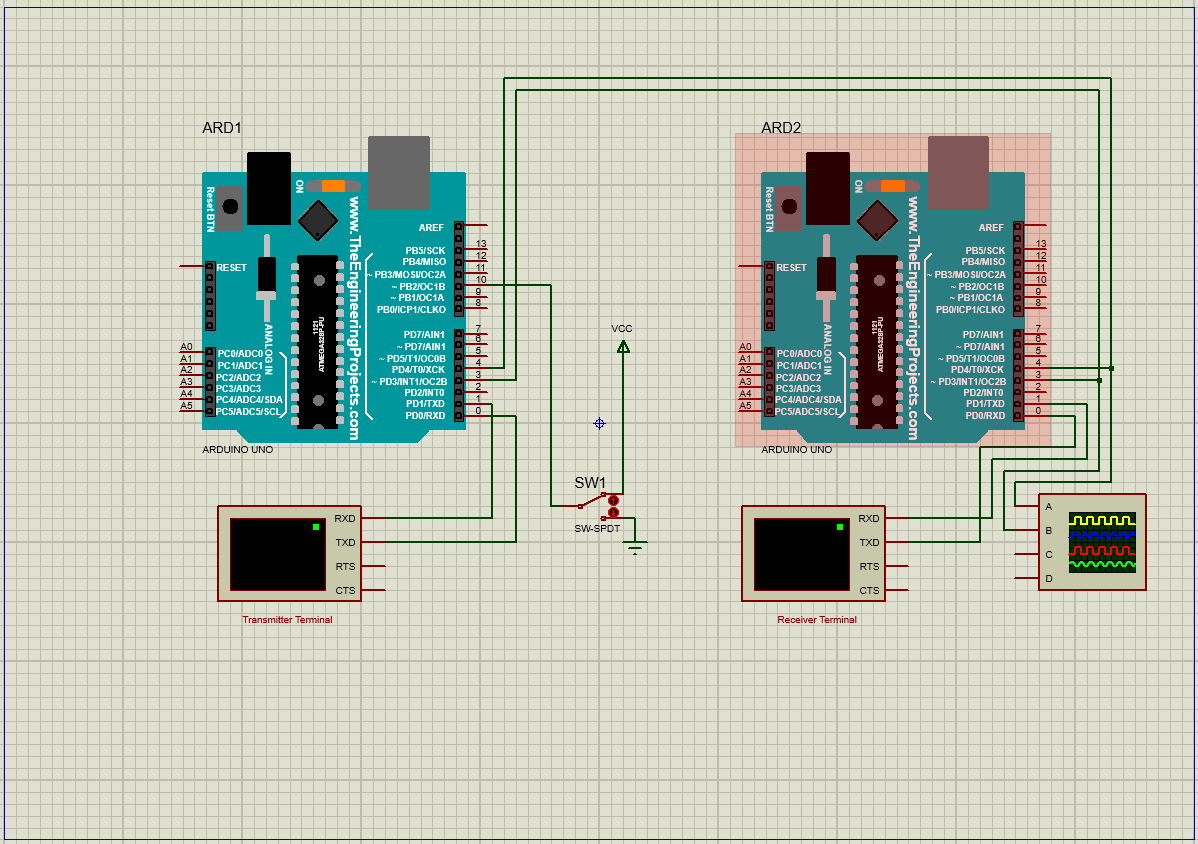 ARD1
ON
Reset BTN
www.TheEngineeringProjects.com
RESET
ANALOG IN
1121
ATMEGA328P-PU
AREF
PB5/SCK 13
PB4/MISO 12
~ PB3/MOSI/OC2A 11
~ PB2/OC1B 10
~ PB1/OC1A 9
PB0/ICP1/CLKO 8
PD7/AIN1 7
~ PD7/AIN1 6
~ PD5/T1/OC0B 5
PD4/T0/XCK 4
~ PD3/INT1/OC2B 3
PD2/INT0 2
PD1/TXD 1
PD0/RXD 0
A0 PC0/ADC0
A1 PC1/ADC1
A2 PC2/ADC2
A3 PC3/ADC3
A4 PC4/ADC4/SDA
A5 PC5/ADC5/SCL
ARDUINO UNO
VCC
SW1
SW-SPDT
RXD
TXD
RTS
CTS
Transmitter Terminal
ARD2
ON
Reset BTN
www.TheEngineeringProjects.com
RESET
ANALOG IN
1121
ATMEGA328P-PU
AREF
PB5/SCK 13
PB4/MISO 12
~ PB3/MOSI/OC2A 11
~ PB2/OC1B 10
~ PB1/OC1A 9
PB0/ICP1/CLKO 8
PD7/AIN1 7
~ PD7/AIN1 6
~ PD5/T1/OC0B 5
PD4/T0/XCK 4
~ PD3/INT1/OC2B 3
PD2/INT0 2
PD1/TXD 1
PD0/RXD 0
A0 PC0/ADC0
A1 PC1/ADC1
A2 PC2/ADC2
A3 PC3/ADC3
A4 PC4/ADC4/SDA
A5 PC5/ADC5/SCL
ARDUINO UNO
RXD
TXD
RTS
CTS
Receiver Terminal
A
B
C
D